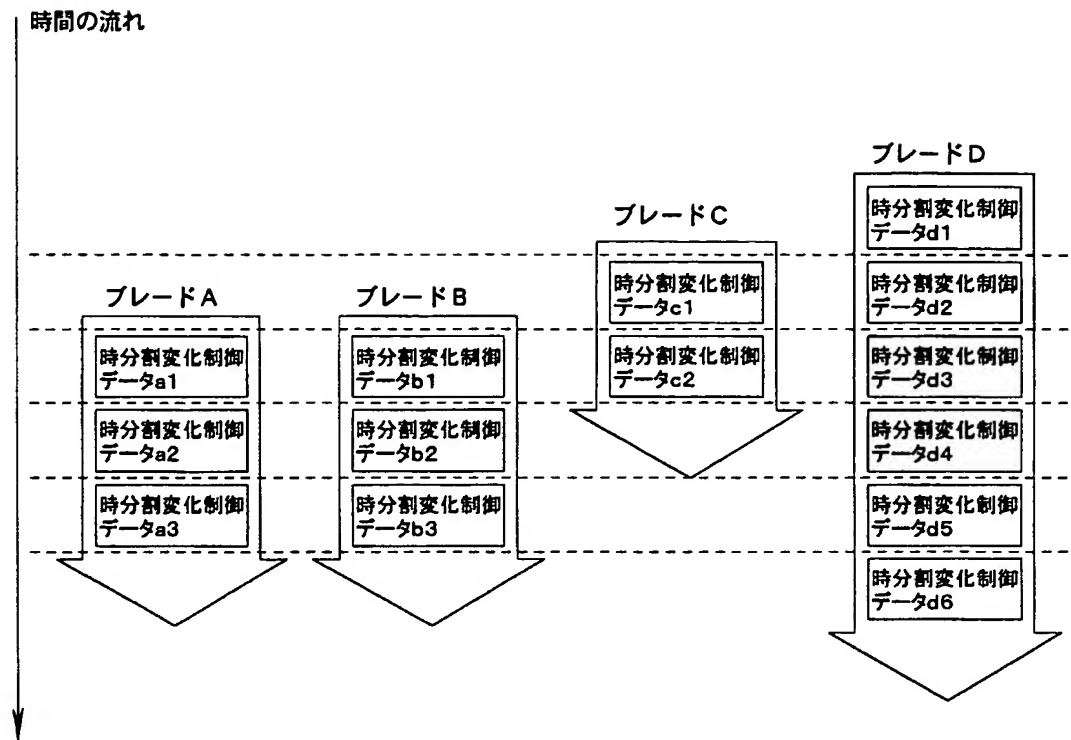 時間の流れ
ブレードA
時分割変化制御
データa1
時分割変化制御
データa2
時分割変化制御
データa3
ブレードB
時分割変化制御
データb1
時分割変化制御
データb2
時分割変化制御
データb3
ブレードC
時分割変化制御
データc1
時分割変化制御
データc2
ブレードD
時分割変化制御
データd1
時分割変化制御
データd2
時分割変化制御
データd3
時分割変化制御
データd4
時分割変化制御
データd5
時分割変化制御
データd6